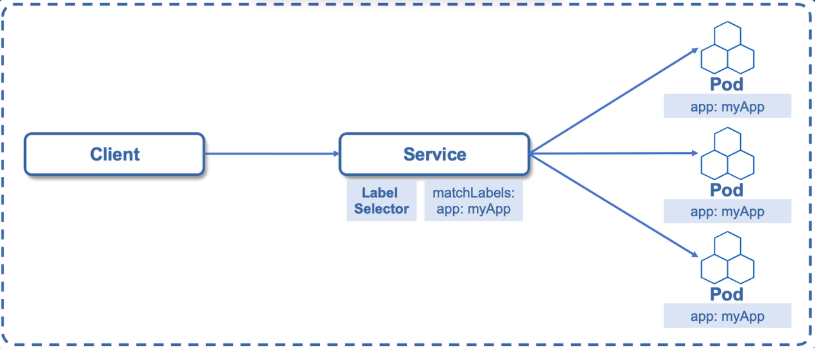 Client
Service
Label
Selector
matchLabels:
app: myApp
Pod
app: myApp
Pod
app: myApp
Pod
app: myApp